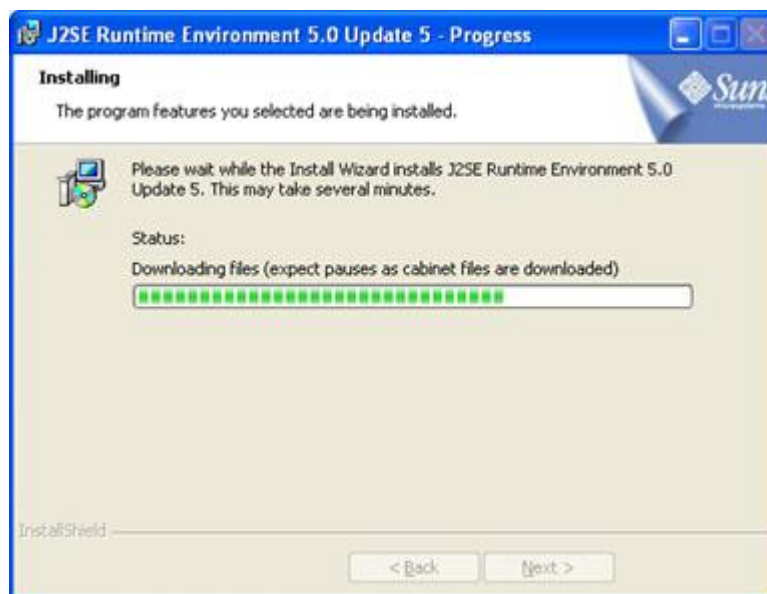 J2SE Runtime Environment 5.0 Update 5 - Progress
Installing
The program features you selected are being installed.
Sun
microsystems
Please wait while the Install Wizard installs J2SE Runtime Environment 5.0
Update 5. This may take several minutes.
Status:
Downloading files (expect pauses as cabinet files are downloaded)
InstallShield
< Back
Next >